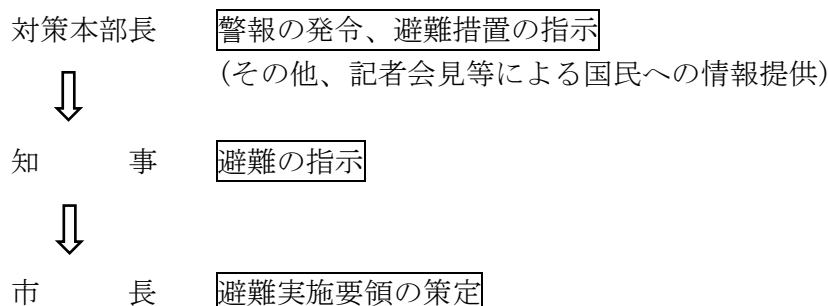 対策本部長 警報の発令、避難措置の指示
(その他、記者会見等による国民への情報提供)
知 事 避難の指示
市 長 避難実施要領の策定